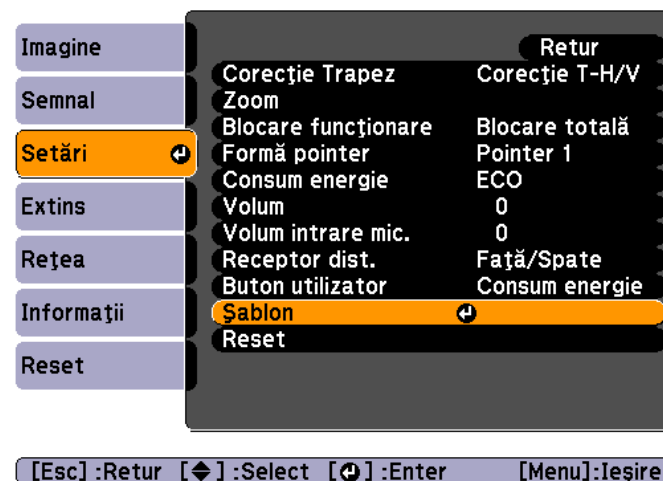 Imagine
Semnal
Setări
Extins
Reţea
Informaţii
Reset
Retur
Corecţie Trapez Corecţie T-H/V
Zoom
Blocare funcţionare Blocare totală
Formă pointer Pointer 1
Consum energie ECO
Volum 0
Volum intrare mic. 0
Receptor dist. Faţă/Spate
Buton utilizator Consum energie
Şablon
Reset
[Esc] :Retur [◆] :Select [↵] :Enter [Menu]:Ieşire